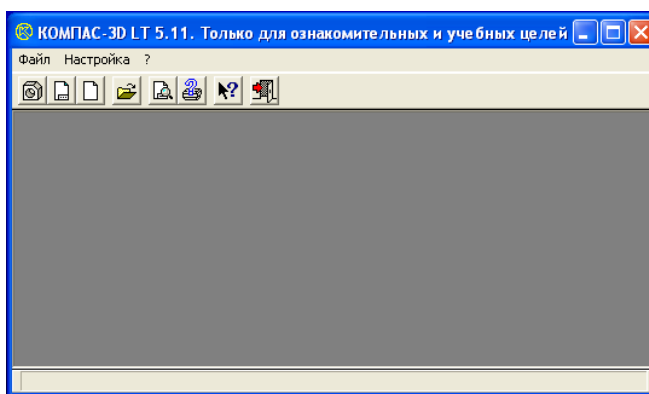 КОМПАС-3D LT 5.11. Только для ознакомительных и учебных целей
Файл Настройка ?